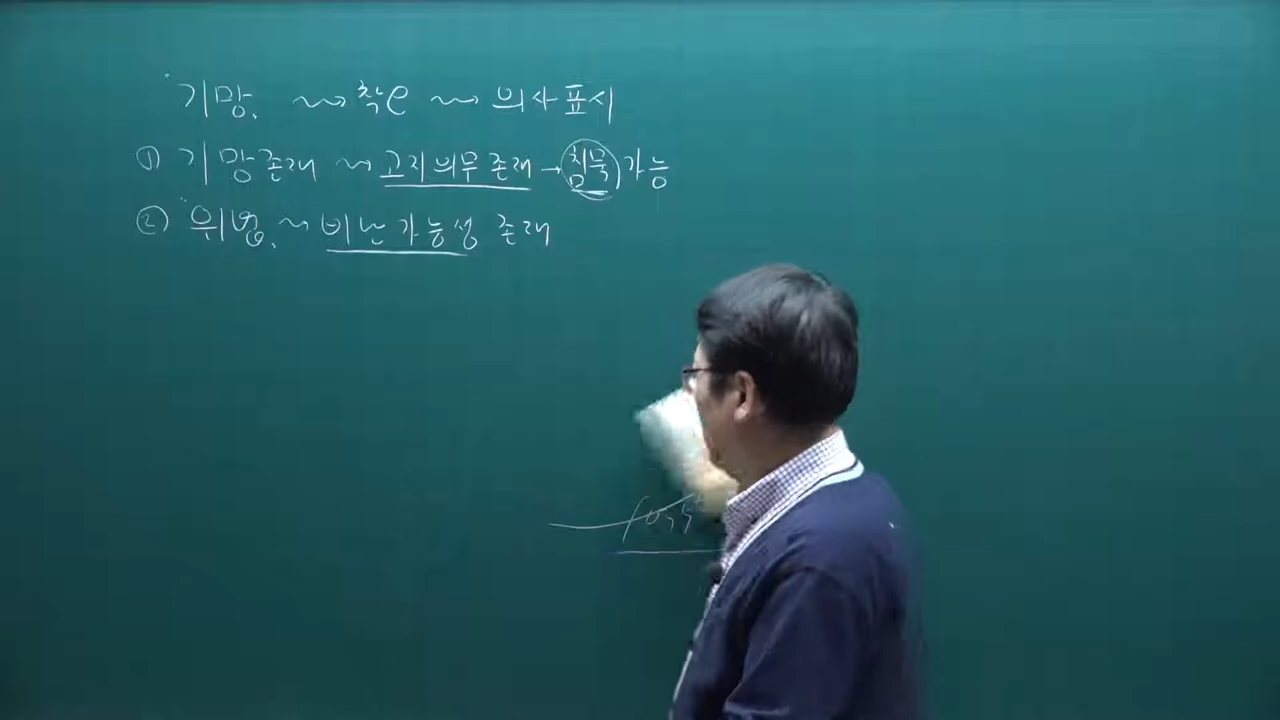 기망. → 착e → 의사표시
① 기망존재 → 고지의무 존재 → 침묵 가능
② 위법. ~ 비난가능성 존재